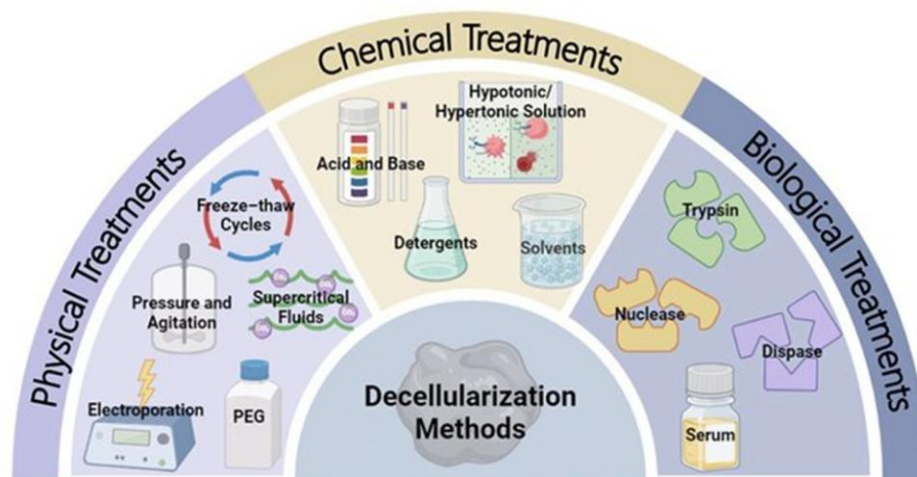 Chemical Treatments
Physical Treatments
Biological Treatments
Hypotonic/
Hypertonic Solution
Acid and Base
Detergents
Solvents
Freeze-thaw
Cycles
Pressure and
Agitation
Supercritical
Fluids
Electroporation
PEG
Trypsin
Nuclease
Dispase
Serum
Decellularization
Methods